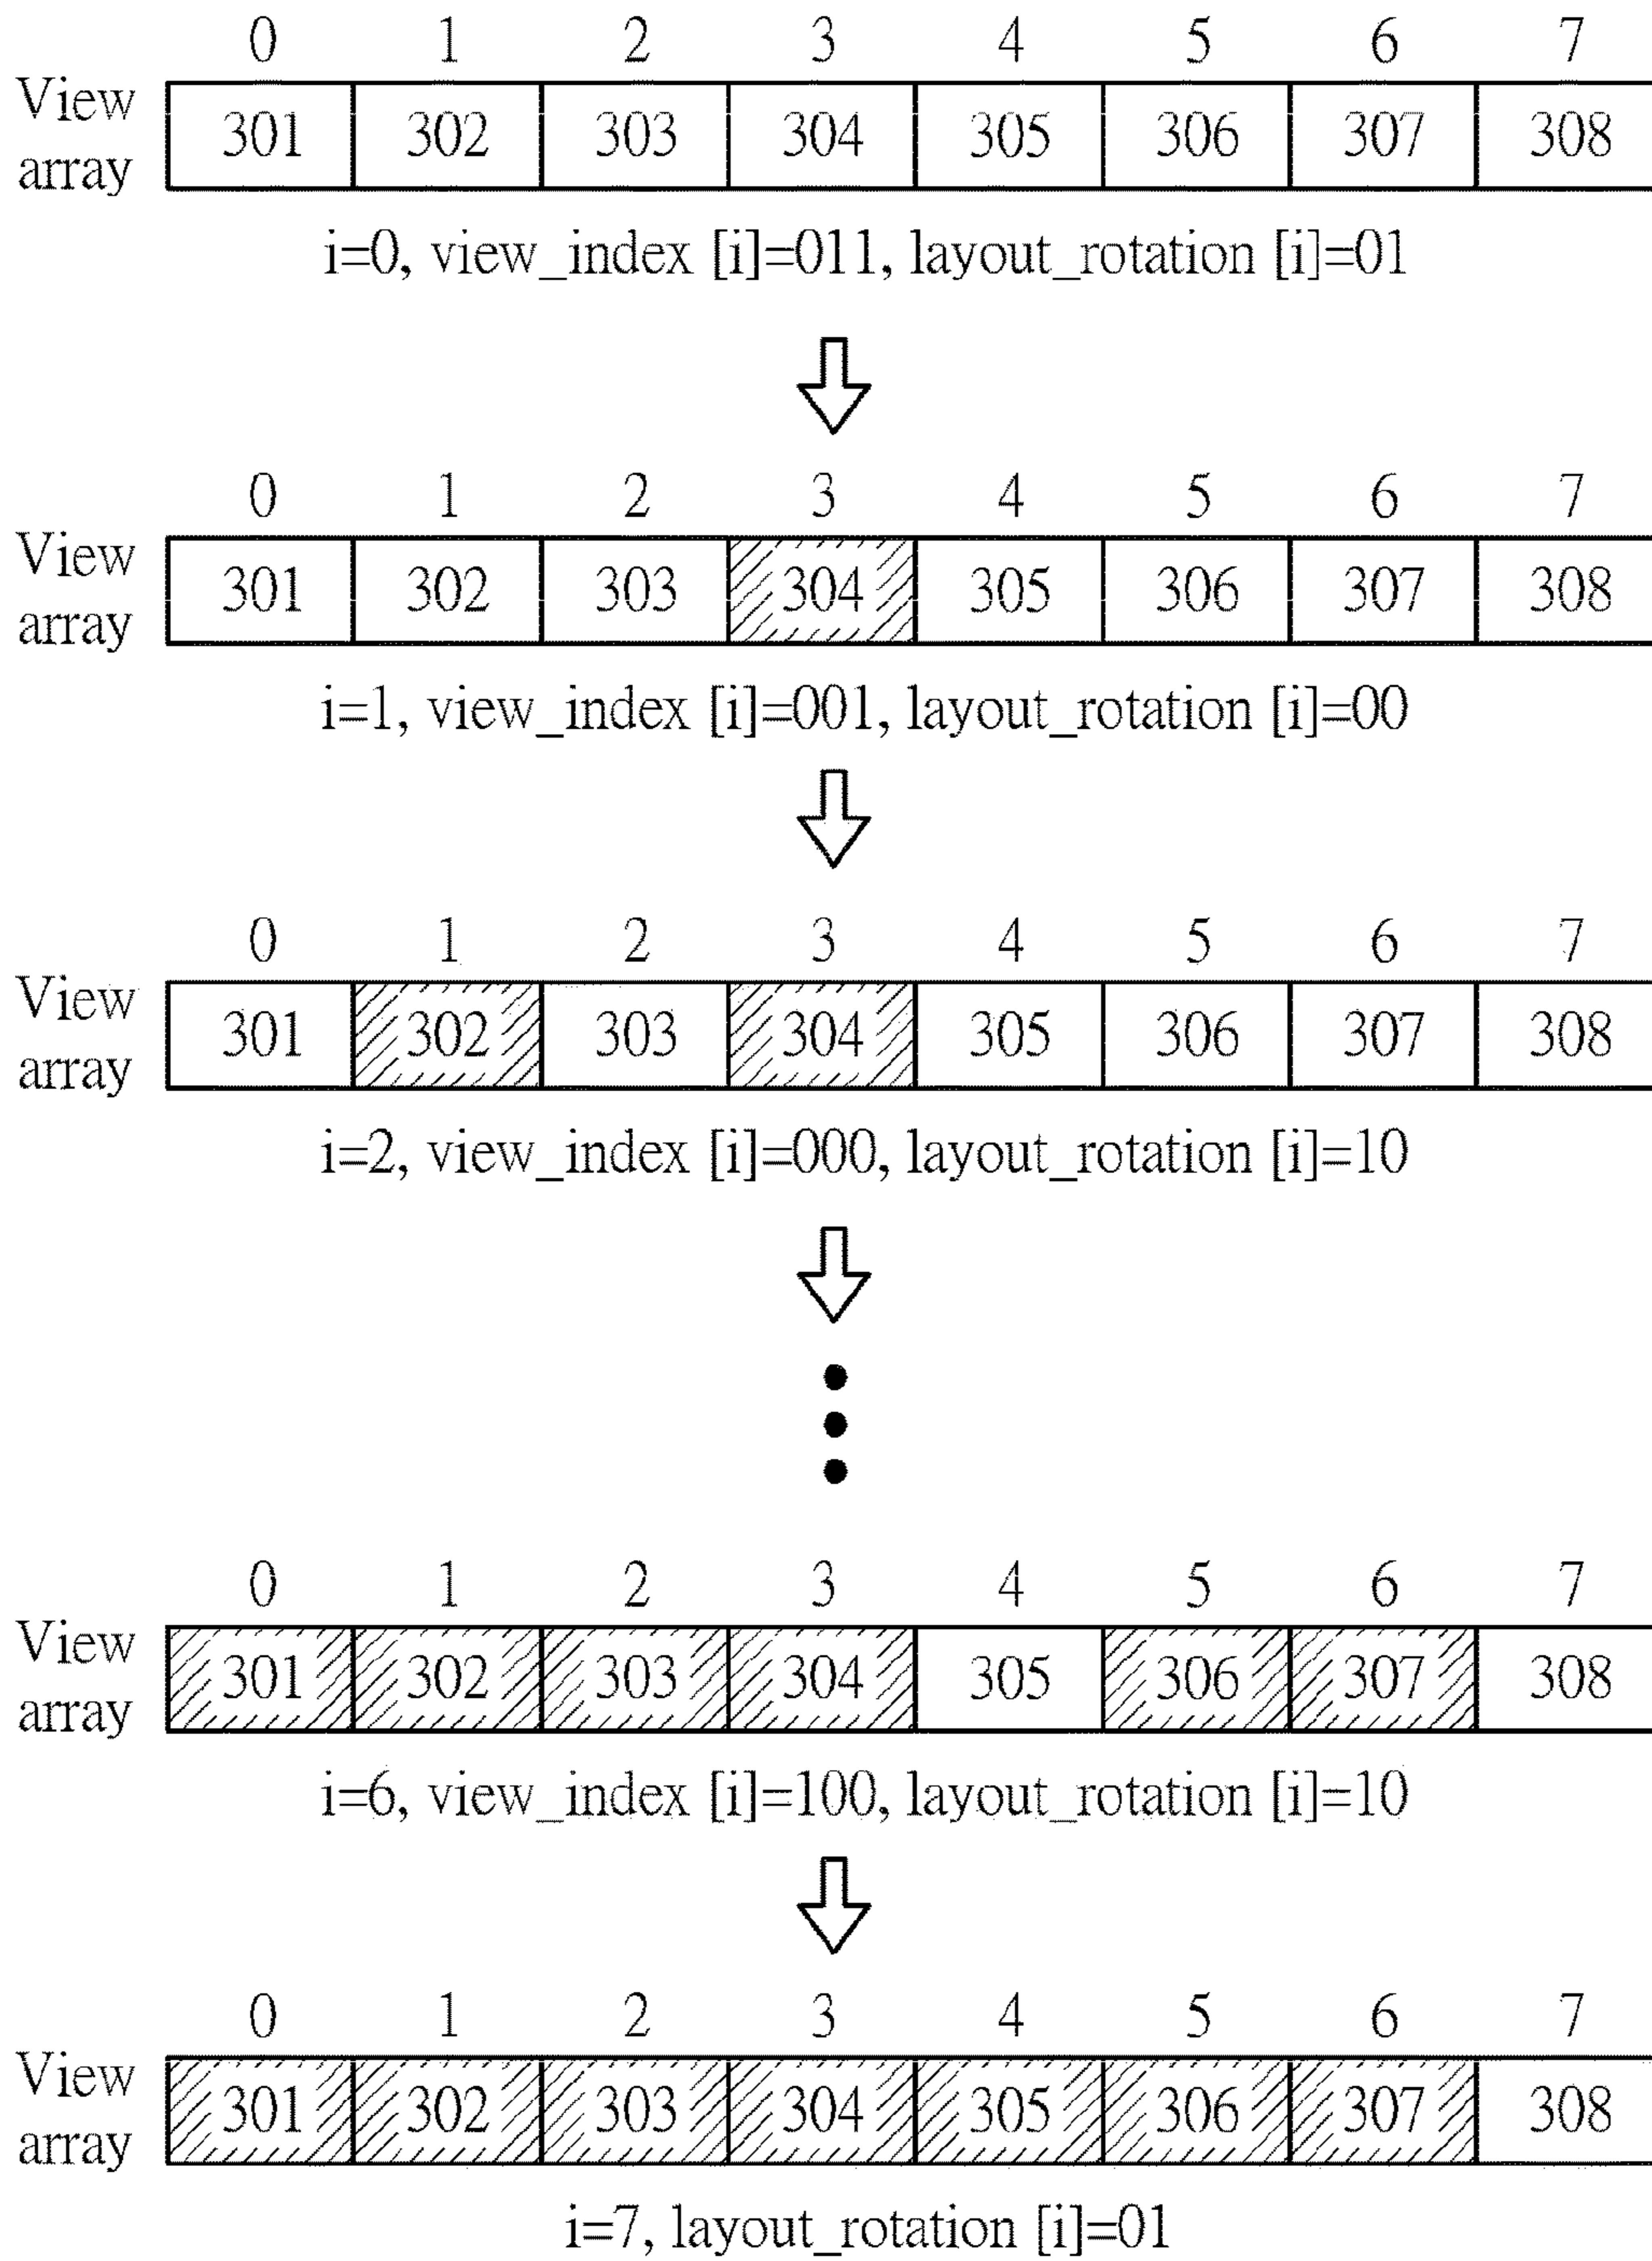 0 1 2 3 4 5 6 7
View array 301 302 303 304 305 306 307 308
i=0, view_index [i]=011, layout_rotation [i]=01
0 1 2 3 4 5 6 7
View array 301 302 303 304 305 306 307 308
i=1, view_index [i]=001, layout_rotation [i]=00
0 1 2 3 4 5 6 7
View array 301 302 303 304 305 306 307 308
i=2, view_index [i]=000, layout_rotation [i]=10
0 1 2 3 4 5 6 7
View array 301 302 303 304 305 306 307 308
i=6, view_index [i]=100, layout_rotation [i]=10
0 1 2 3 4 5 6 7
View array 301 302 303 304 305 306 307 308
i=7, layout_rotation [i]=01